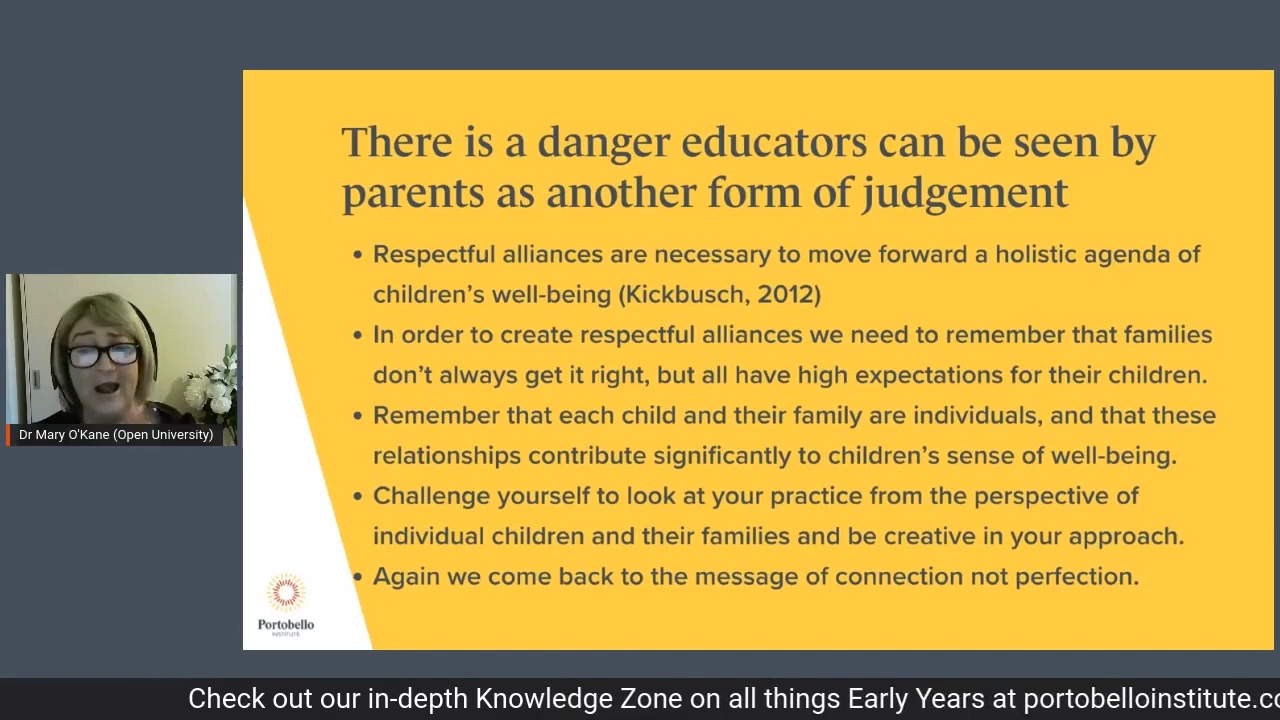 There is a danger educators can be seen by
parents as another form of judgement
• Respectful alliances are necessary to move forward a holistic agenda of
children’s well-being (Kickbusch, 2012)
• In order to create respectful alliances we need to remember that families
don’t always get it right, but all have high expectations for their children.
• Remember that each child and their family are individuals, and that these
relationships contribute significantly to children’s sense of well-being.
• Challenge yourself to look at your practice from the perspective of
individual children and their families and be creative in your approach.
• Again we come back to the message of connection not perfection.
Dr Mary O'Kane (Open University)
Portobello
INSTITUTE
Check out our in-depth Knowledge Zone on all things Early Years at portobelloinstitute.c